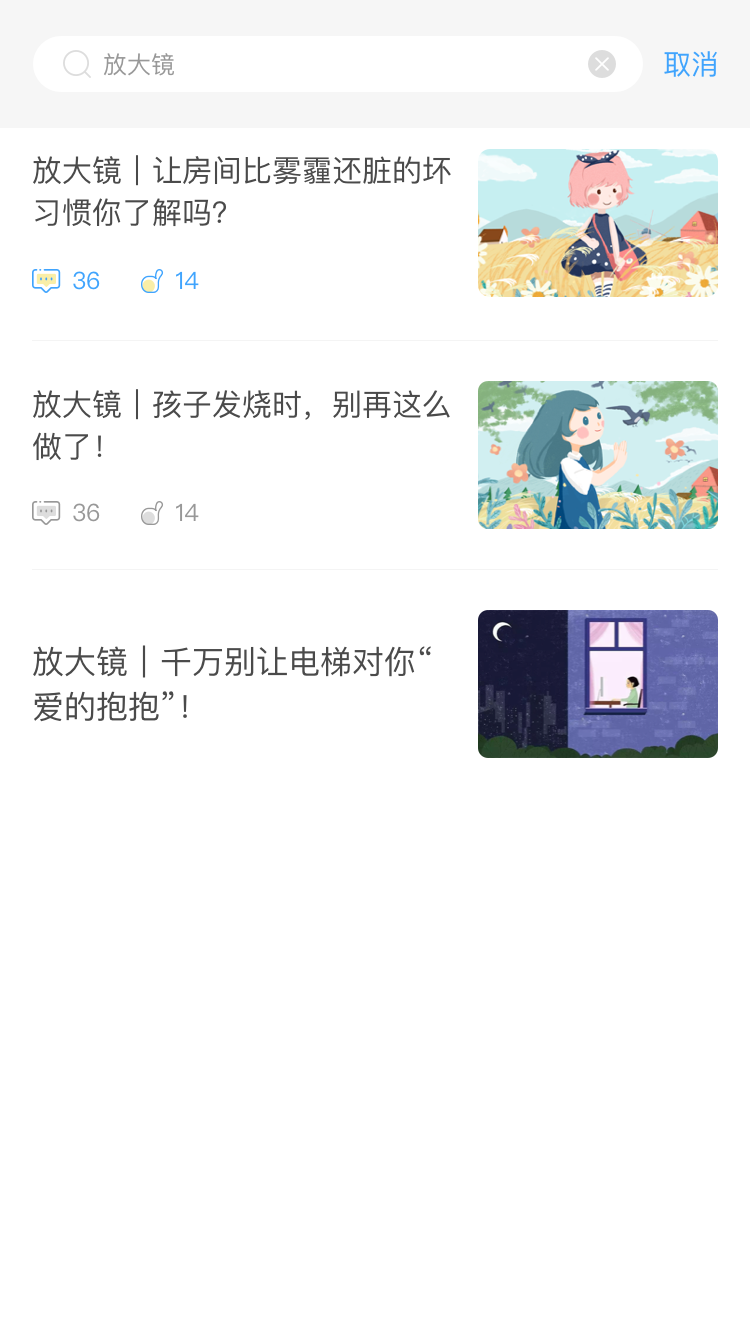 放大镜
取消
放大镜｜让房间比雾霾还脏的坏
习惯你了解吗?
36 14
放大镜｜孩子发烧时，别再这么
做了！
36 14
放大镜｜千万别让电梯对你“
爱的抱抱”！